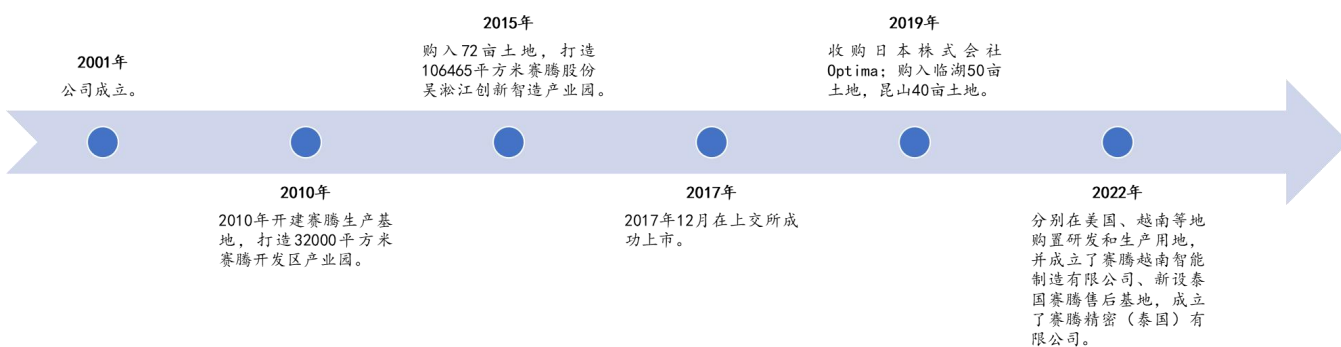 2001年
公司成立。
2010年
2010年开建赛腾生产基
地，打造32000平方米
赛腾开发区产业园。
2015年
购入72亩土地，打造
106465平方米赛腾股份
吴淞江创新智造产业园。
2017年
2017年12月在上交所成
功上市。
2019年
收购日本株式会社
Optima；购入临湖50亩
土地，昆山40亩土地。
2022年
分别在美国、越南等地
购置研发和生产用地，
并成立了赛腾越南智能
制造有限公司、新设泰
国赛腾售后基地，成立
了赛腾精密（泰国）有
限公司。